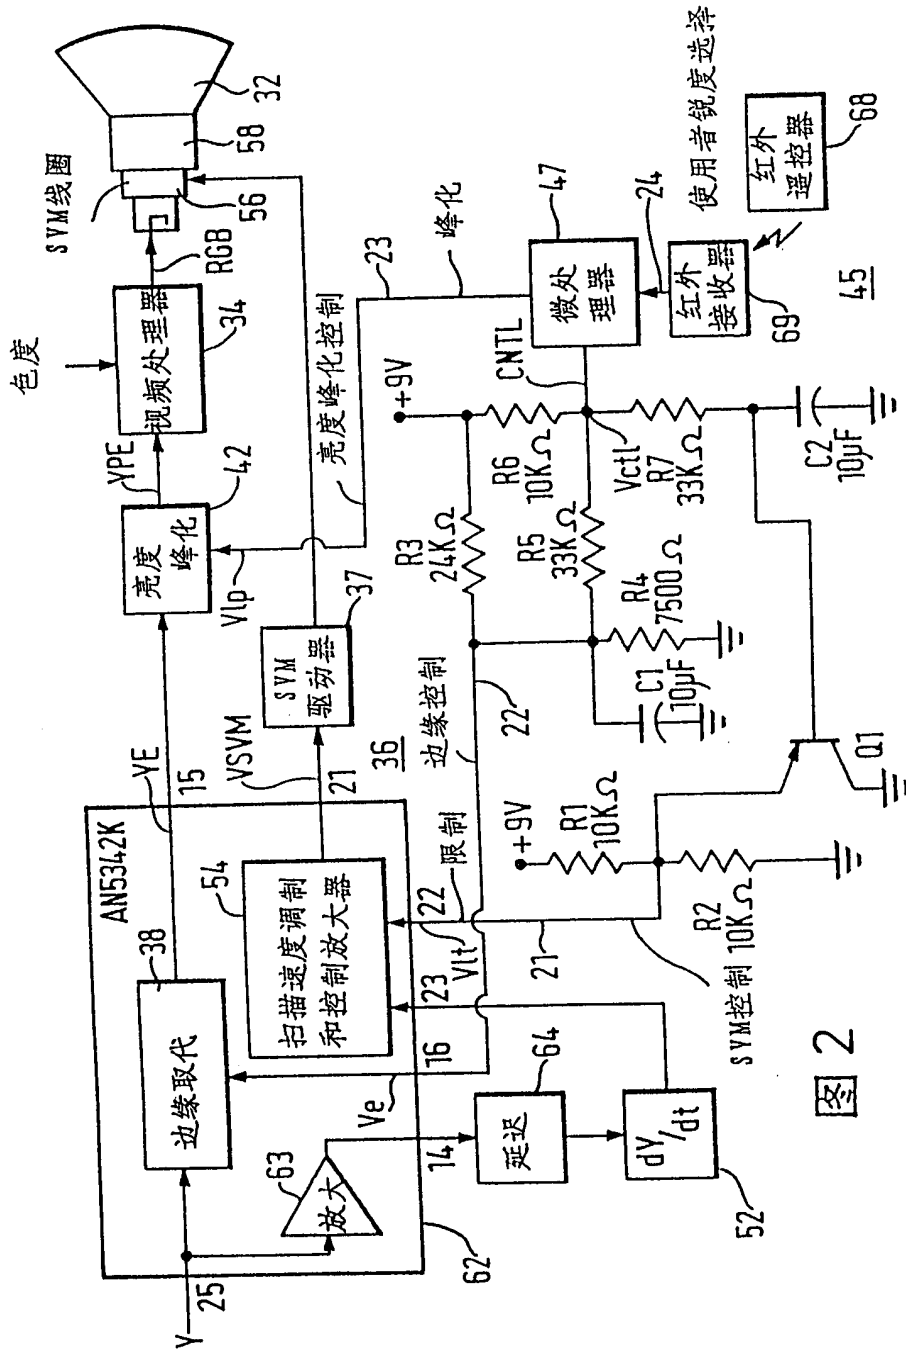 Y
25
AN5342K
边缘取代
38
YE
15
亮度
峰化
42
YPE
色度
视频处理器
34
RGB
SVM线圈
56
58
32
63
放大
62
Ve
16
扫描速度调制
和控制放大器
54
VSVM
21
36
SVM
驱动器
37
Vlp
亮度峰化控制
23
峰化
14
延迟
64
dY/dt
52
23
Vlt
22
限制
21
SVM控制
边缘控制
22
+9V
R1
10KΩ
R2
10KΩ
Q1
C1
10μF
R4
7500Ω
R3
24KΩ
R5
33KΩ
+9V
R6
10KΩ
Vctl
R7
33KΩ
C2
10μF
CNTL
微处
理器
47
24
红外
接收器
69
使用者锐度选择
红外
遥控器
68
45
图 2